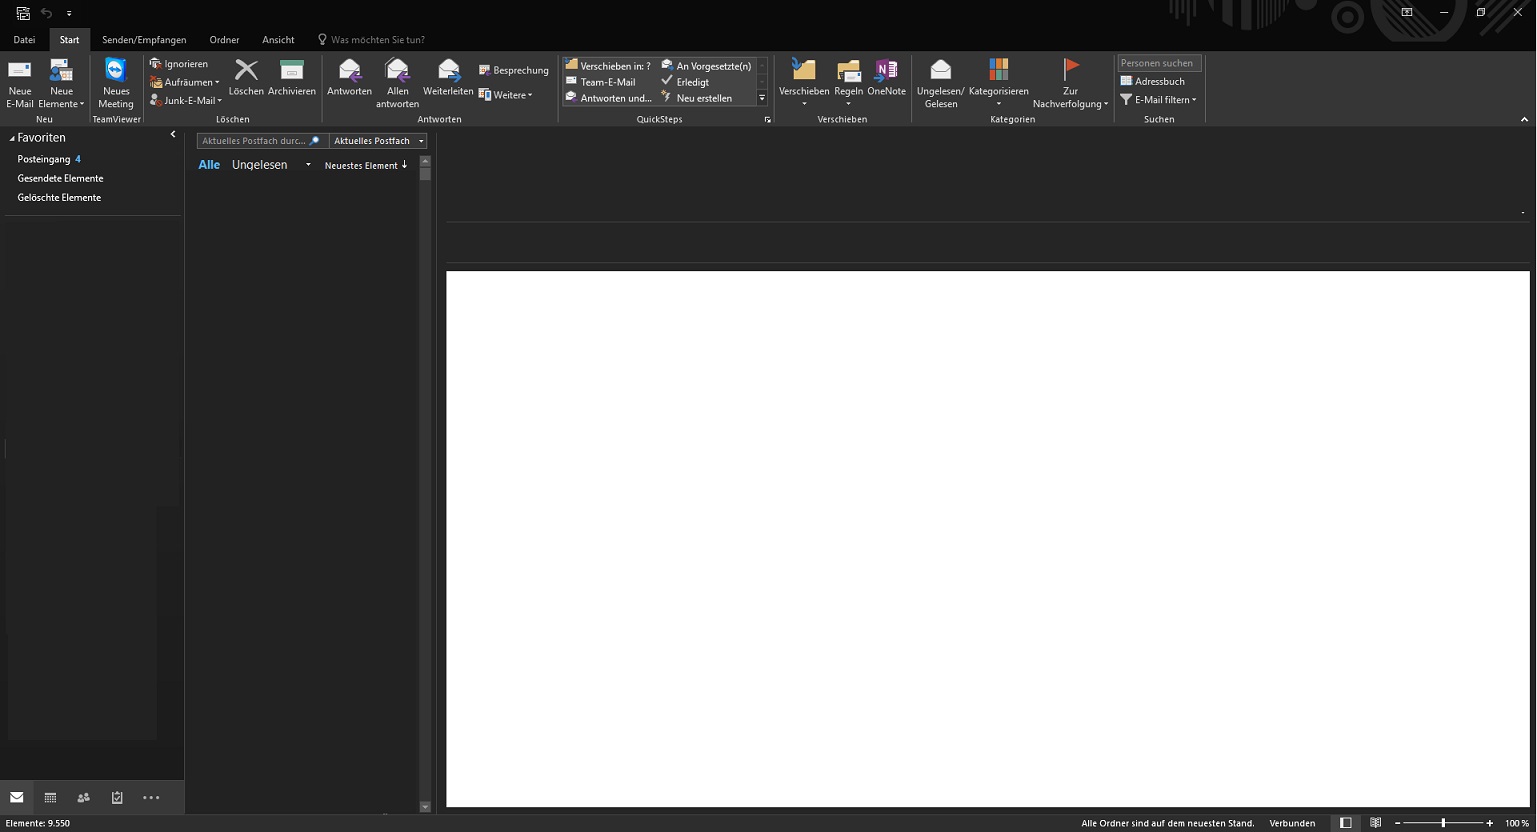 Datei Start Senden/Empfangen Ordner Ansicht Was möchten Sie tun?
Neue E-Mail
Neue Elemente
Neu
Neues Meeting
TeamViewer
Ignorieren
Aufräumen
Junk-E-Mail
Löschen
Archivieren
Löschen
Antworten
Allen antworten
Weiterleiten
Besprechung
Weitere
Antworten
Verschieben in: ?
Team-E-Mail
Antworten und...
An Vorgesetzte(n)
Erledigt
Neu erstellen
QuickSteps
Verschieben
Regeln
OneNote
Verschieben
Ungelesen/
Gelesen
Kategorisieren
Zur
Nachverfolgung
Kategorien
Personen suchen
Adressbuch
E-Mail filtern
Suchen
Favoriten
Posteingang 4
Gesendete Elemente
Gelöschte Elemente
Aktuelles Postfach durc... Aktuelles Postfach
Alle Ungelesen Neuestes Element
Elemente: 9.550
Alle Ordner sind auf dem neuesten Stand. Verbunden 100 %